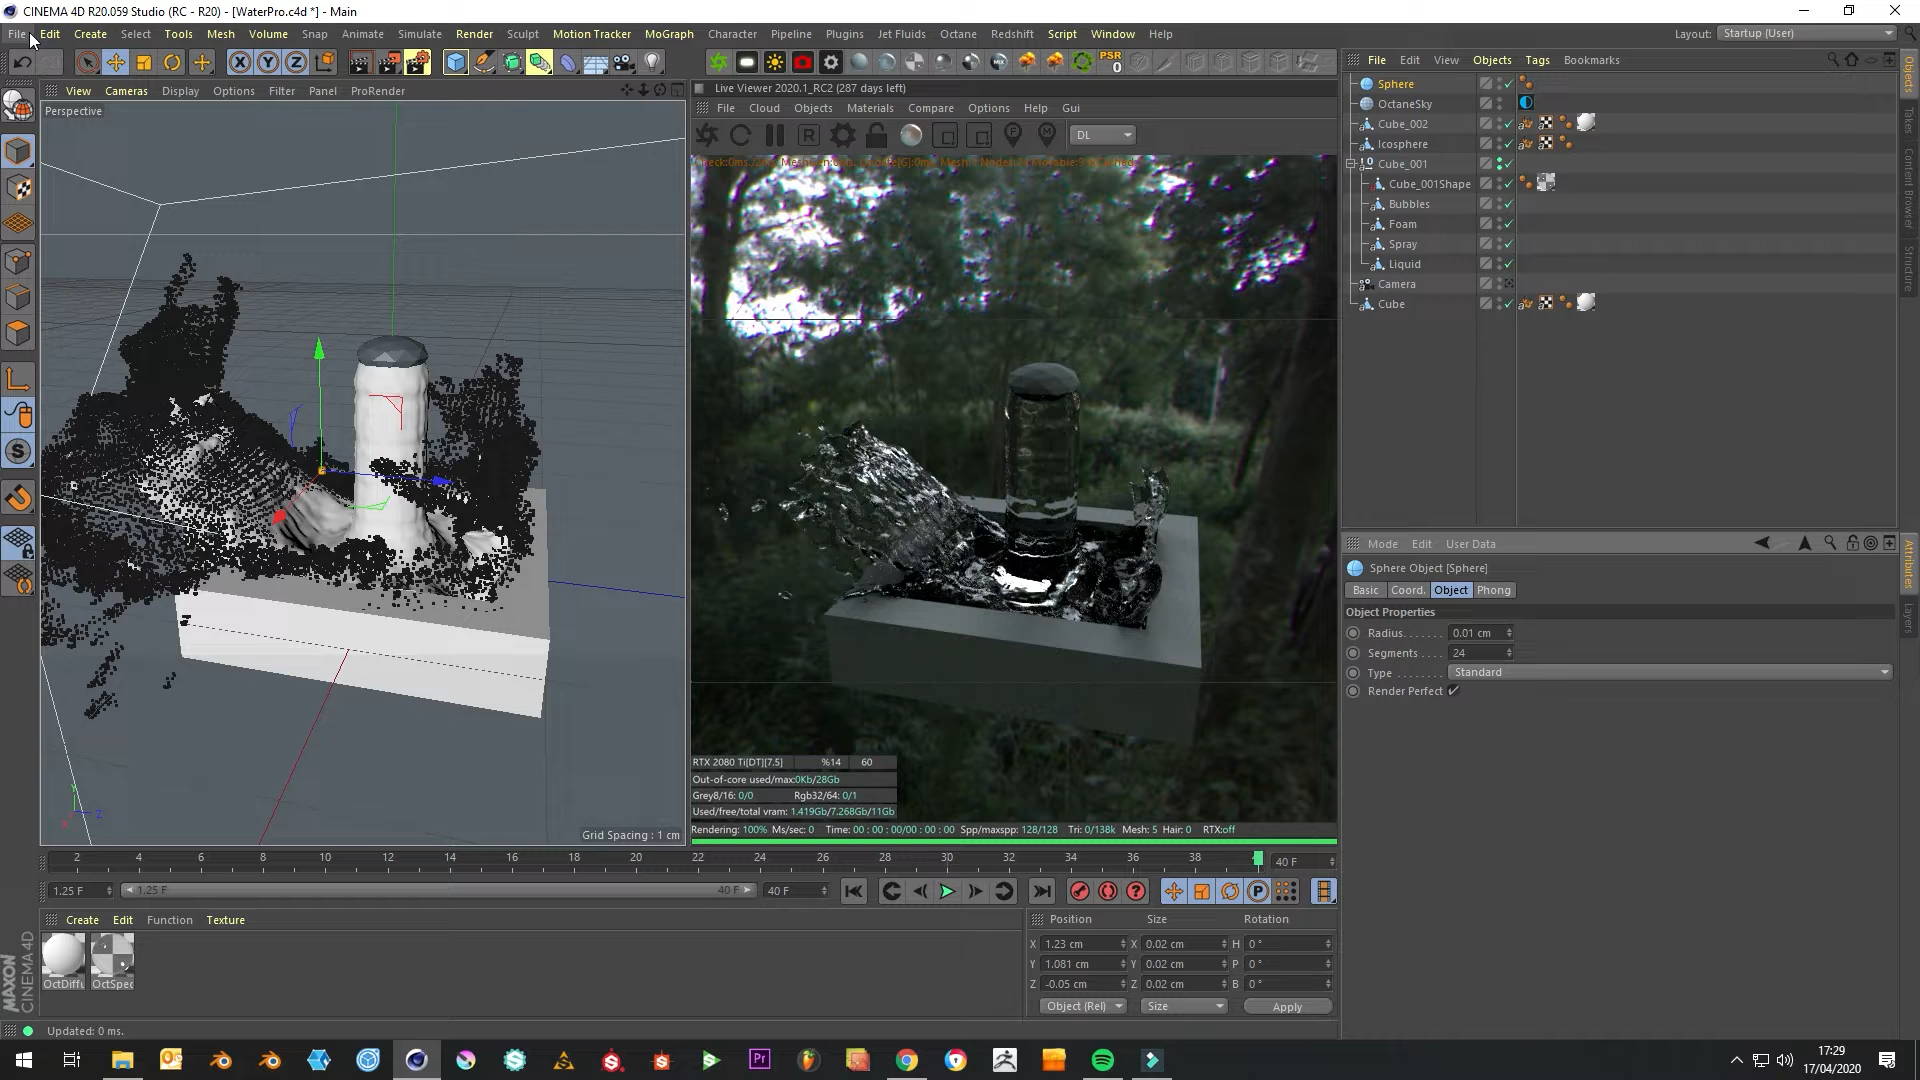 CINEMA 4D R20.059 Studio (RC - R20) - [WaterPro.c4d *] - Main
File Edit Create Select Tools Mesh Volume Snap Animate Simulate Render Sculpt Motion Tracker MoGraph Character Pipeline Plugins Jet Fluids Octane Redshift Script Window Help
Layout: Startup (User)
X Y Z
PSR
0
View Cameras Display Options Filter Panel ProRender
Perspective
Grid Spacing : 1 cm
Live Viewer 2020.1_RC2 (287 days left)
File Cloud Objects Materials Compare Options Help Gui
R
DL
RTX 2080 Ti[DT][7.5] %14 60
Out-of-core used/max:0Kb/28Gb
Grey8/16: 0/0 Rgb32/64: 0/1
Used/free/total vram: 1.419Gb/7.268Gb/11Gb
Rendering: 100% Ms/sec: 0 Time: 00 : 00 : 00/00 : 00 : 00 Spp/maxspp: 128/128 Tri: 0/138k Mesh: 5 Hair: 0 RTX:off
File Edit View Objects Tags Bookmarks
Sphere
OctaneSky
Cube_002
Icosphere
Cube_001
Cube_001Shape
Bubbles
Foam
Spray
Liquid
Camera
Cube
Objects
Takes
Content Browser
Structure
Mode Edit User Data
Sphere Object [Sphere]
Basic Coord. Object Phong
Object Properties
Radius. . . . . . . 0.01 cm
Segments . . . . 24
Type . . . . . . . . Standard
Render Perfect
Attributes
Layers
2 4 6 8 10 12 14 16 18 20 22 24 26 28 30 32 34 36 38 40 F
1.25 F 1.25 F 40 F 40 F
Create Edit Function Texture
OctDiffu OctSpec
Position Size Rotation
X 1.23 cm X 0.02 cm H 0 °
Y 1.081 cm Y 0.02 cm P 0 °
Z -0.05 cm Z 0.02 cm B 0 °
Object (Rel) Size Apply
MAXON
CINEMA 4D
Updated: 0 ms.
17:29
17/04/2020